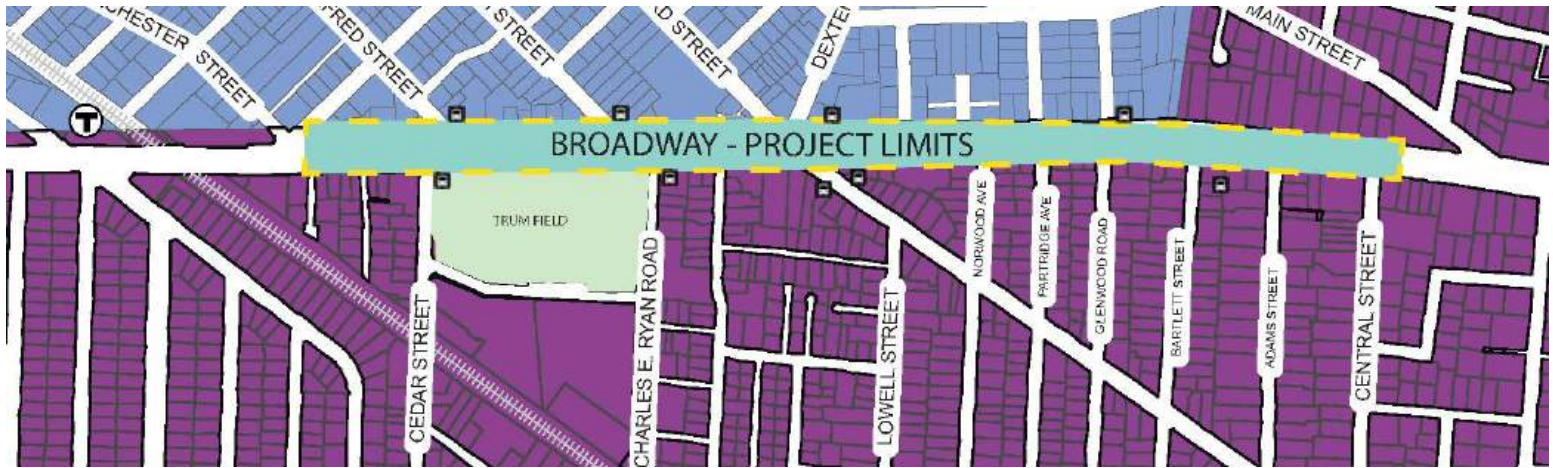 CHESTER STREET
FRED STREET
STREET
D STREET
DEXTE
MAIN STREET
T
BROADWAY - PROJECT LIMITS
TRUM FIELD
CEDAR STREET
CHARLES E. RYAN ROAD
LOWELL STREET
NORWOOD AVE
PARTRIDGE AVE
GLENWOOD ROAD
BARTLETT STREET
ADAMS STREET
CENTRAL STREET